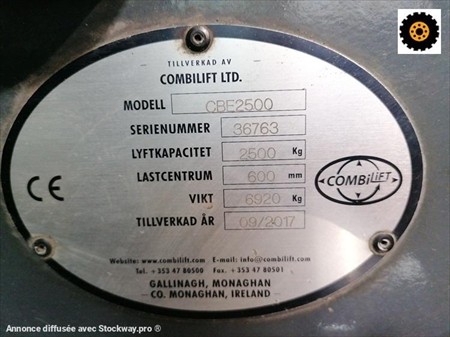 TILLVERKAD AV
COMBILIFT LTD.
MODELL CBE2500
SERIENUMMER 36763
LYFTKAPACITET 2500 Kg
LASTCENTRUM 600 mm
VIKT 6920 Kg
TILLVERKAD ÅR 09/2017
CE
COMBiLiFT
Website: www.combilift.com E-mail: info@combilift.com
Tel. +353 47 80500 Fax. +353 47 80501
GALLINAGH, MONAGHAN
CO. MONAGHAN, IRELAND
Annonce diffusée avec Stockway.pro ®